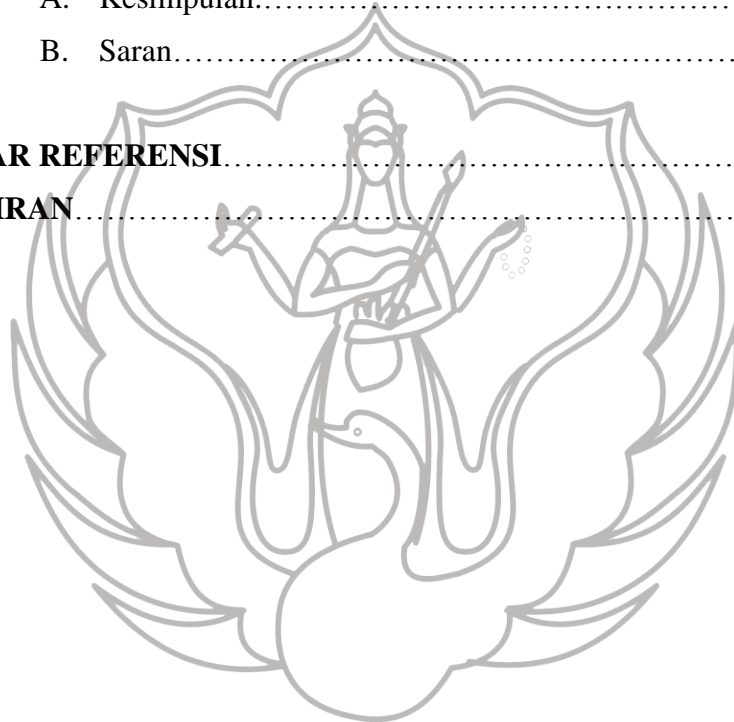 A. Kesimpulan…………………………………………
B. Saran……………………………………………………
AR REFERENSI……………………………………………
IRAN………………………………………………………………